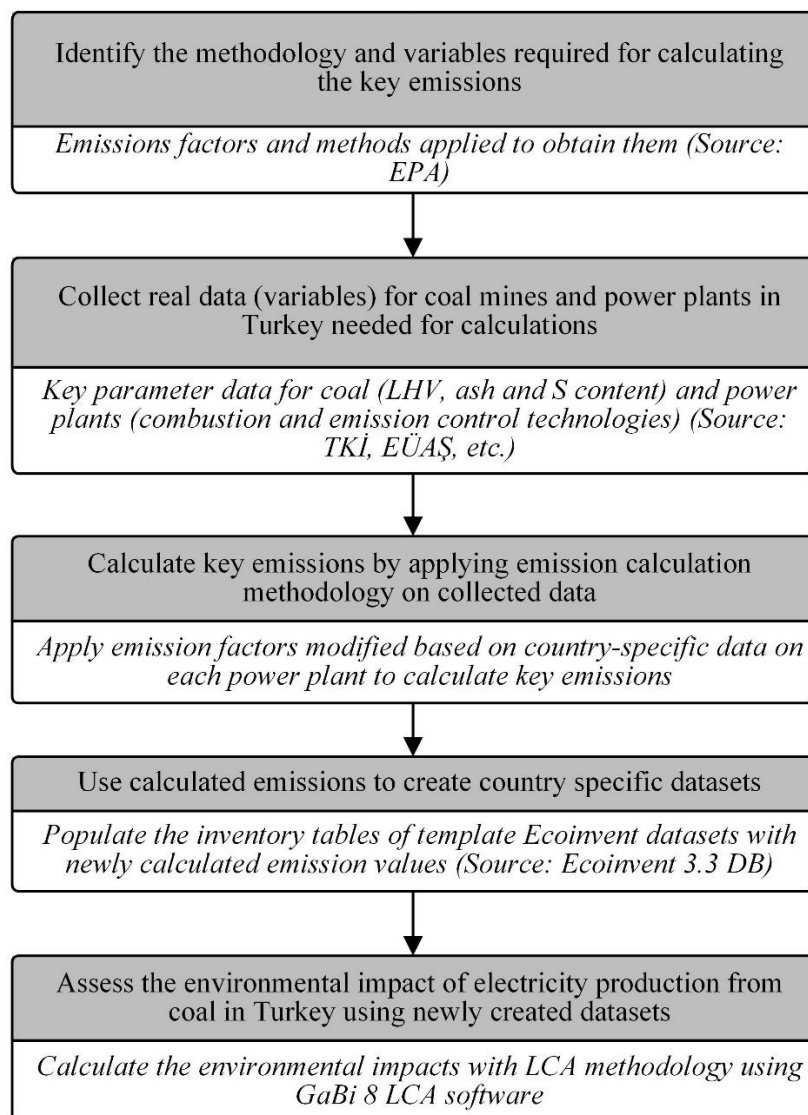 Identify the methodology and variables required for calculating
the key emissions
Emissions factors and methods applied to obtain them (Source:
EPA)
Collect real data (variables) for coal mines and power plants in
Turkey needed for calculations
Key parameter data for coal (LHV, ash and S content) and power
plants (combustion and emission control technologies) (Source:
TKİ, EÜAŞ, etc.)
Calculate key emissions by applying emission calculation
methodology on collected data
Apply emission factors modified based on country-specific data on
each power plant to calculate key emissions
Use calculated emissions to create country specific datasets
Populate the inventory tables of template Ecoinvent datasets with
newly calculated emission values (Source: Ecoinvent 3.3 DB)
Assess the environmental impact of electricity production from
coal in Turkey using newly created datasets
Calculate the environmental impacts with LCA methodology using
GaBi 8 LCA software